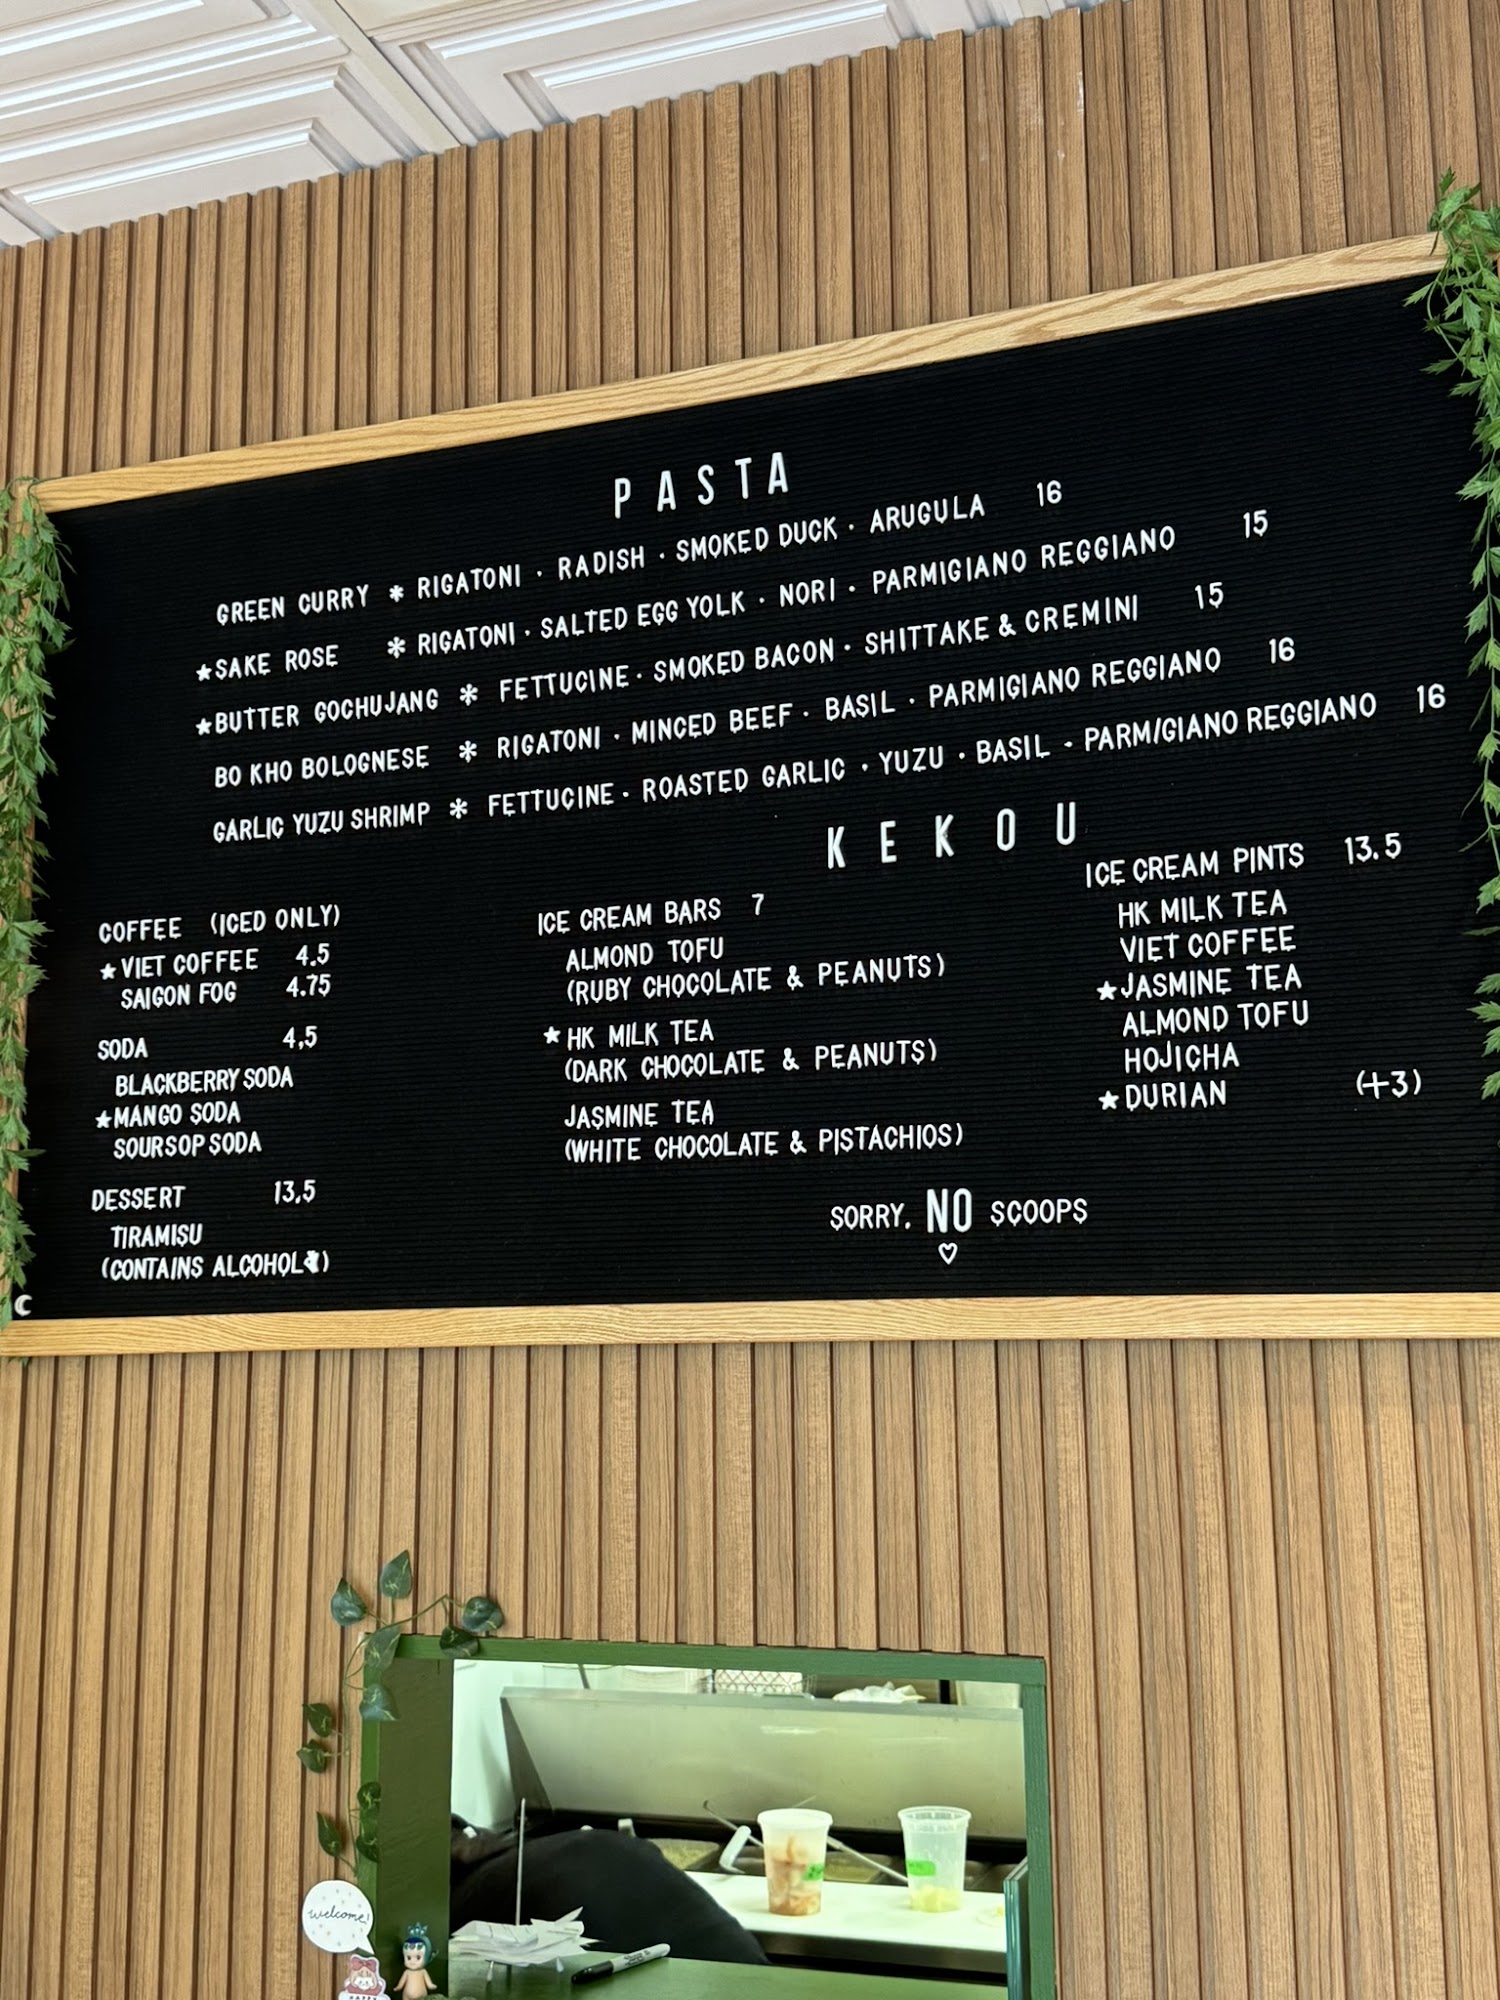 PASTA
GREEN CURRY * RIGATONI · RADISH · SMOKED DUCK · ARUGULA 16
★SAKE ROSE * RIGATONI · SALTED EGG YOLK · NORI · PARMIGIANO REGGIANO 15
★BUTTER GOCHUJANG * FETTUCINE · SMOKED BACON · SHITTAKE & CREMINI 15
BO KHO BOLOGNESE * RIGATONI · MINCED BEEF · BASIL · PARMIGIANO REGGIANO 16
GARLIC YUZU SHRIMP * FETTUCINE · ROASTED GARLIC · YUZU · BASIL - PARM/GIANO REGGIANO 16
KEKOU
COFFEE (ICED ONLY)
★VIET COFFEE 4.5
SAIGON FOG 4.75
SODA 4,5
BLACKBERRY SODA
★MANGO SODA
SOURSOP SODA
DESSERT 13,5
TIRAMISU
(CONTAINS ALCOHOL)
ICE CREAM BARS 7
ALMOND TOFU
(RUBY CHOCOLATE & PEANUTS)
★HK MILK TEA
(DARK CHOCOLATE & PEANUTS)
JASMINE TEA
(WHITE CHOCOLATE & PISTACHIOS)
ICE CREAM PINTS 13.5
HK MILK TEA
VIET COFFEE
★JASMINE TEA
ALMOND TOFU
HOJICHA
★DURIAN (+3)
SORRY. NO SCOOPS
♡
welcome!
HAPPY